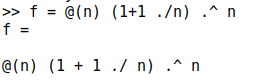 >> f = @(n) (1+1 ./n) .^ n
f =
@(n) (1 + 1 ./ n) .^ n